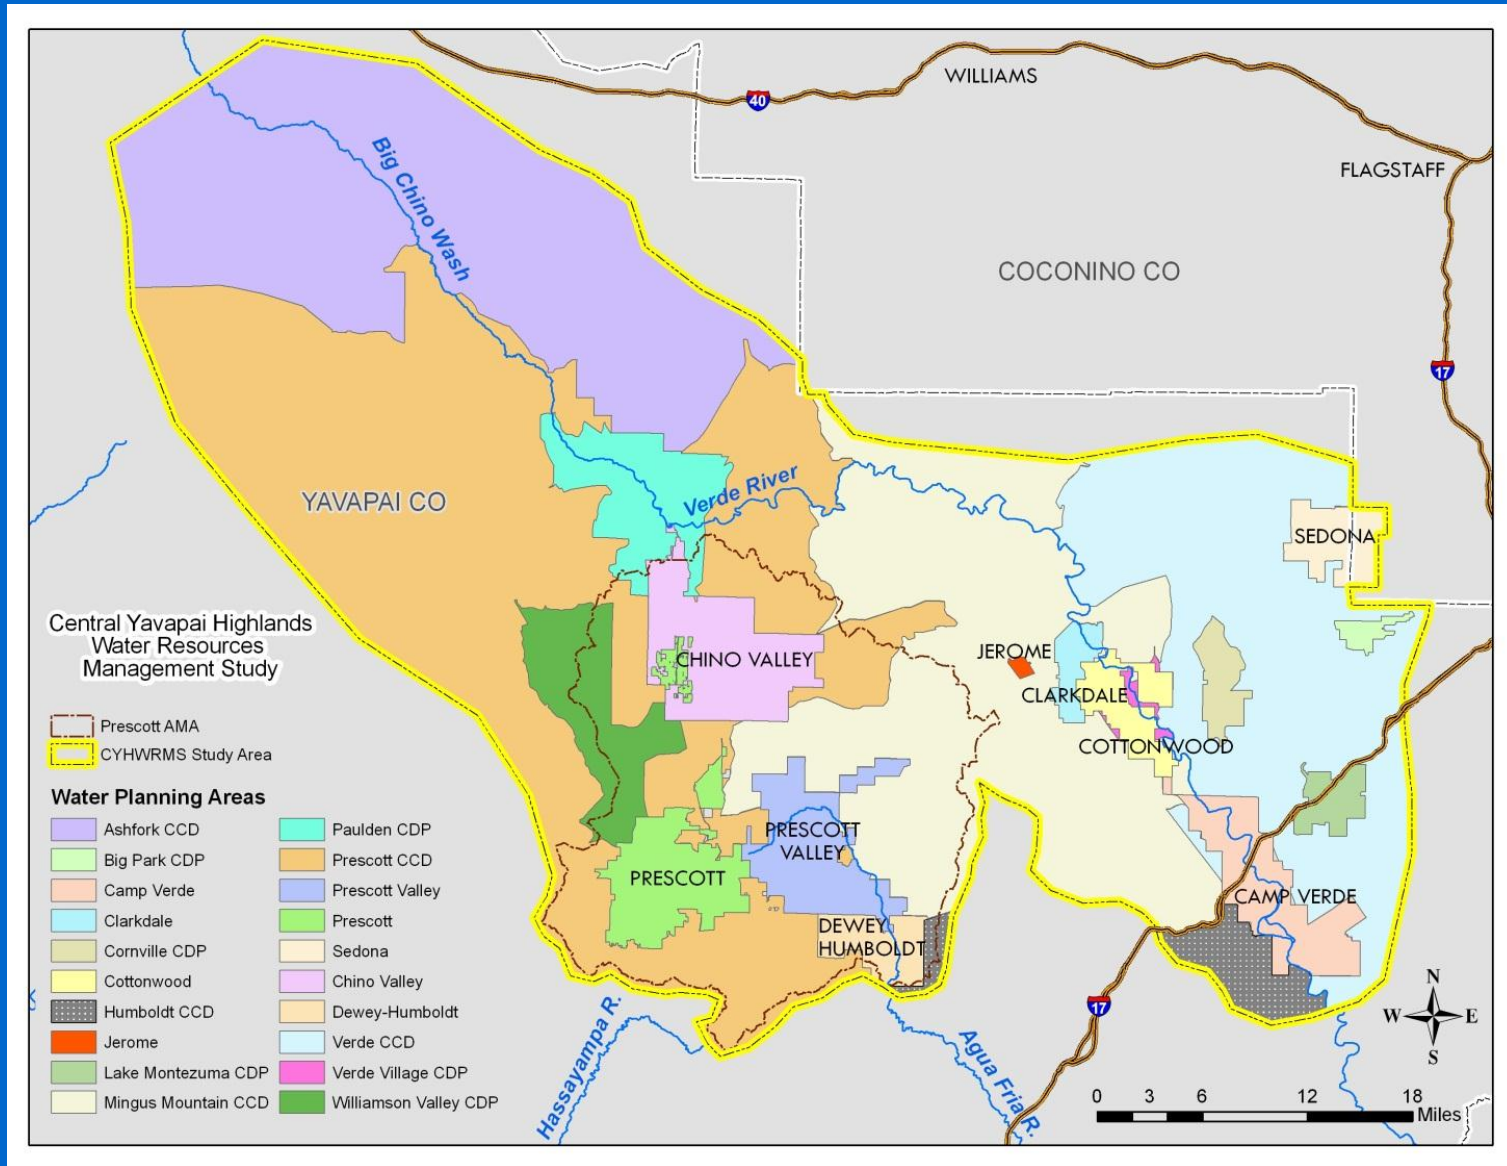 WILLIAMS
40
FLAGSTAFF
Big Chino Wash
COCONINO CO
17
YAVAPAI CO
Verde River
SEDONA
Central Yavapai Highlands
Water Resources
Management Study
CHINO VALLEY
JEROME
CLARKDALE
COTTONWOOD
Prescott AMA
CYHWRMS Study Area
Water Planning Areas
Ashfork CCD
Big Park CDP
Camp Verde
Clarkdale
Cornville CDP
Cottonwood
Humboldt CCD
Jerome
Lake Montezuma CDP
Mingus Mountain CCD
Paulden CDP
Prescott CCD
Prescott Valley
Prescott
Sedona
Chino Valley
Dewey-Humboldt
Verde CCD
Verde Village CDP
Williamson Valley CDP
PRESCOTT
VALLEY
PRESCOTT
CAMP VERDE
DEWEY
HUMBOLDT
Hassayampa R.
Agua Fria R.
17
N
W E
S
0 3 6 12 18
Miles